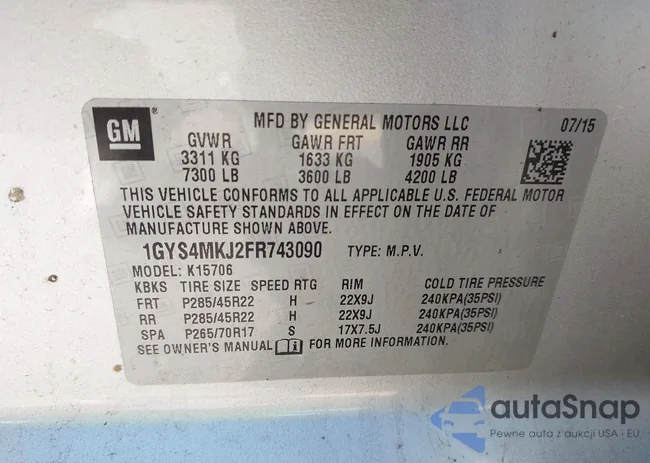 GM
MFD BY GENERAL MOTORS LLC 07/15
GVWR GAWR FRT GAWR RR
3311 KG 1633 KG 1905 KG
7300 LB 3600 LB 4200 LB
THIS VEHICLE CONFORMS TO ALL APPLICABLE U.S. FEDERAL MOTOR
VEHICLE SAFETY STANDARDS IN EFFECT ON THE DATE OF
MANUFACTURE SHOWN ABOVE.
1GYS4MKJ2FR743090 TYPE: M.P.V.
MODEL: K15706
KBKS TIRE SIZE SPEED RTG RIM COLD TIRE PRESSURE
FRT P285/45R22 H 22X9J 240KPA(35PSI)
RR P285/45R22 H 22X9J 240KPA(35PSI)
SPA P265/70R17 S 17X7.5J 240KPA(35PSI)
SEE OWNER'S MANUAL FOR MORE INFORMATION.
autaSnap
Pewne auta z aukcji USA • EU